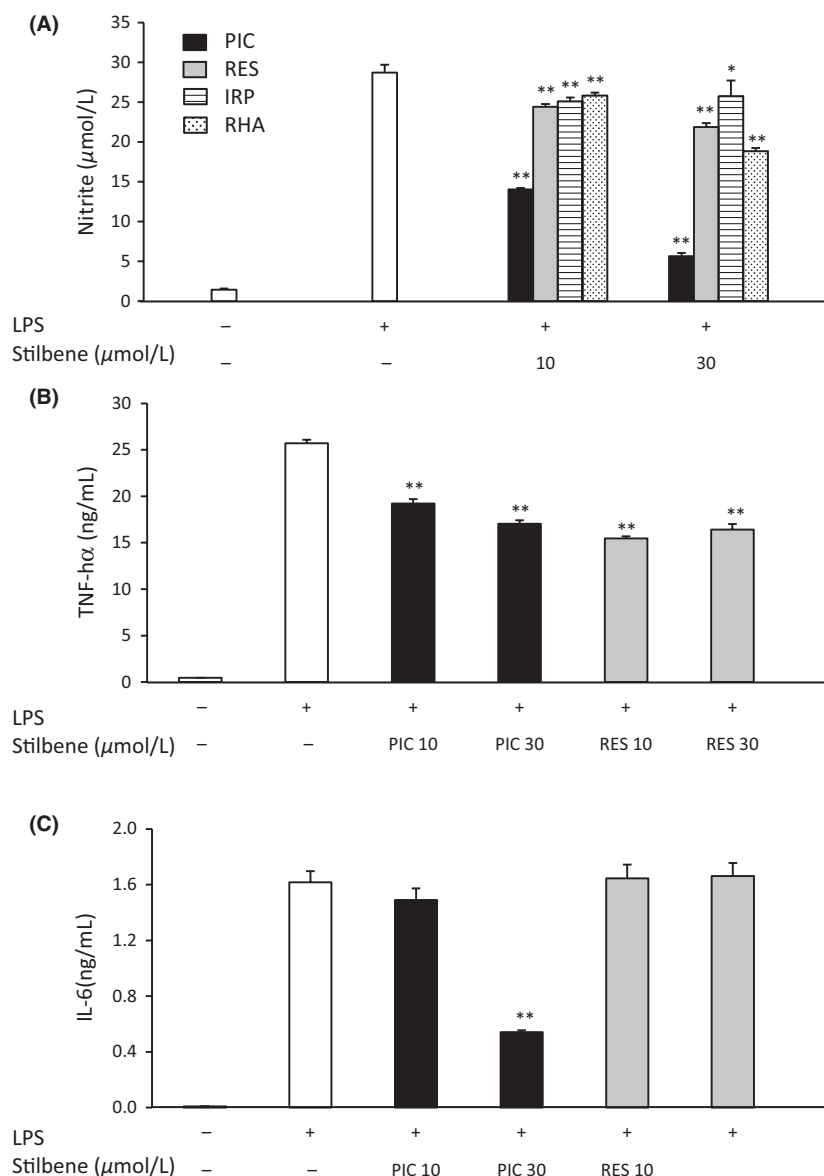 (A)
35
30
25
20
15
10
5
0
Nitrite (μmol/L)
PIC
RES
IRP
RHA
** ** ** ** ** ** * **
LPS – + + +
Stilbene (μmol/L) – – 10 30
(B)
30
25
20
15
10
5
0
TNF-hα (ng/mL)
** ** ** **
LPS – + + + + +
Stilbene (μmol/L) – – PIC 10 PIC 30 RES 10 RES 30
(C)
2.0
1.6
1.2
0.8
0.4
0.0
IL-6(ng/mL)
**
LPS – + + + + +
Stilbene (μmol/L) – – PIC 10 PIC 30 RES 10